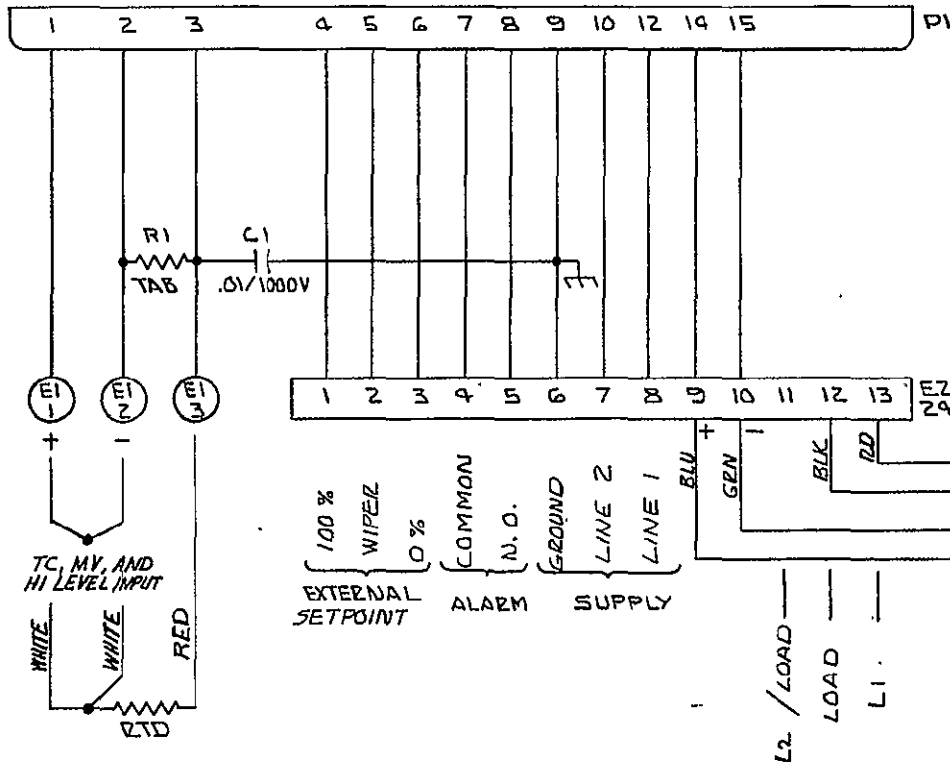 1 2 3 4 5 6 7 8 9 10 12 14 15 P1
R1
TAB
C1
.01/1000V
E1 1
E1 2
E1 3
+ -
1 2 3 4 5 6 7 8 9 10 11 12 13
+ -
BLU
GRN
BLK
RD
100 %
WIPER
0 %
COMMON
N.O.
GROUND
LINE 2
LINE 1
EXTERNAL
SETPOINT
ALARM
SUPPLY
TC, MV, AND
HI LEVEL INPUT
WHITE
WHITE
RED
RTD
L2 /LOAD
LOAD
L1